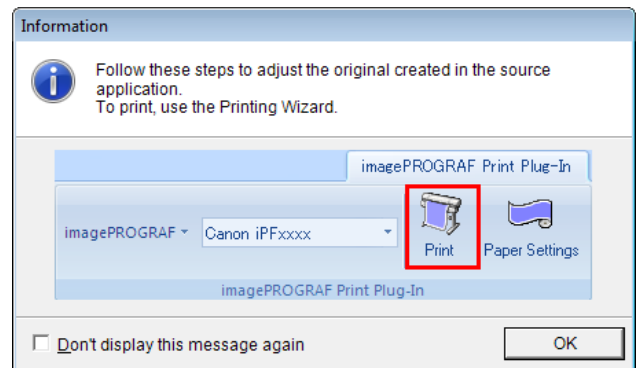 Information
Follow these steps to adjust the original created in the source
application.
To print, use the Printing Wizard.
imagePROGRAF Print Plug-In
imagePROGRAF
Canon iPFxxxx
Print
Paper Settings
imagePROGRAF Print Plug-In
Don't display this message again
OK